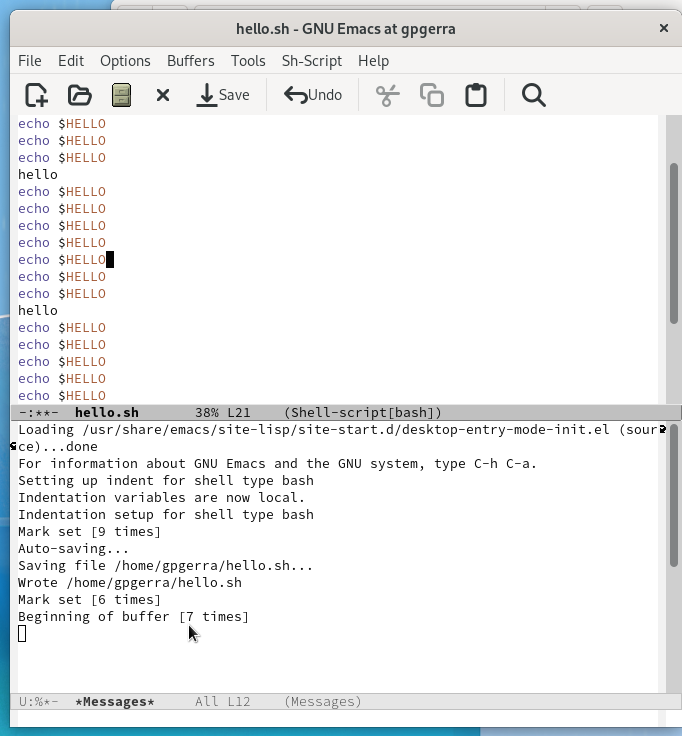 hello.sh - GNU Emacs at gpgerra
File Edit Options Buffers Tools Sh-Script Help
Save Undo
echo $HELLO
echo $HELLO
echo $HELLO
hello
echo $HELLO
echo $HELLO
echo $HELLO
echo $HELLO
echo $HELLO
echo $HELLO
echo $HELLO
hello
echo $HELLO
echo $HELLO
echo $HELLO
echo $HELLO
echo $HELLO
-:**- hello.sh 38% L21 (Shell-script[bash])
Loading /usr/share/emacs/site-lisp/site-start.d/desktop-entry-mode-init.el (sour
ce)...done
For information about GNU Emacs and the GNU system, type C-h C-a.
Setting up indent for shell type bash
Indentation variables are now local.
Indentation setup for shell type bash
Mark set [9 times]
Auto-saving...
Saving file /home/gpgerra/hello.sh...
Wrote /home/gpgerra/hello.sh
Mark set [6 times]
Beginning of buffer [7 times]
U:%*- *Messages* All L12 (Messages)